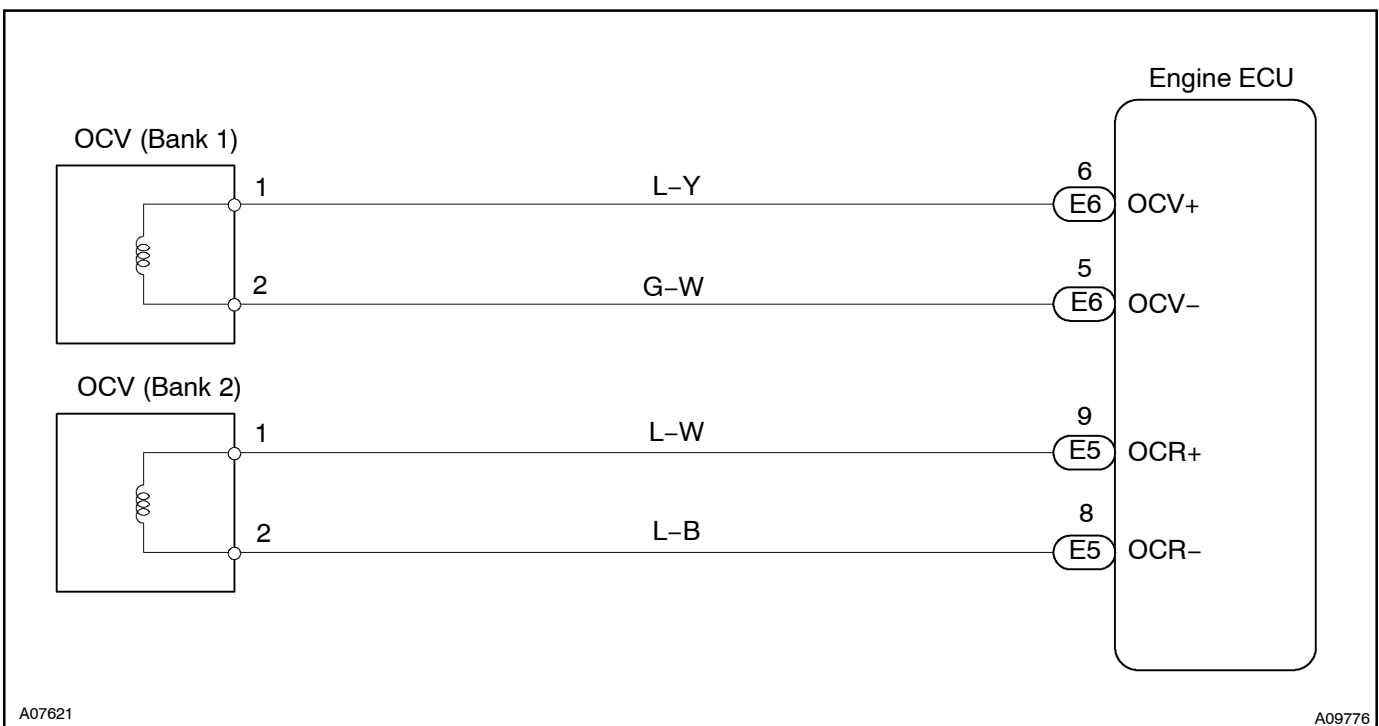 Engine ECU
OCV (Bank 1)
1 L−Y 6 E6 OCV+
2 G−W 5 E6 OCV−
OCV (Bank 2)
1 L−W 9 E5 OCR+
2 L−B 8 E5 OCR−
A07621 A09776